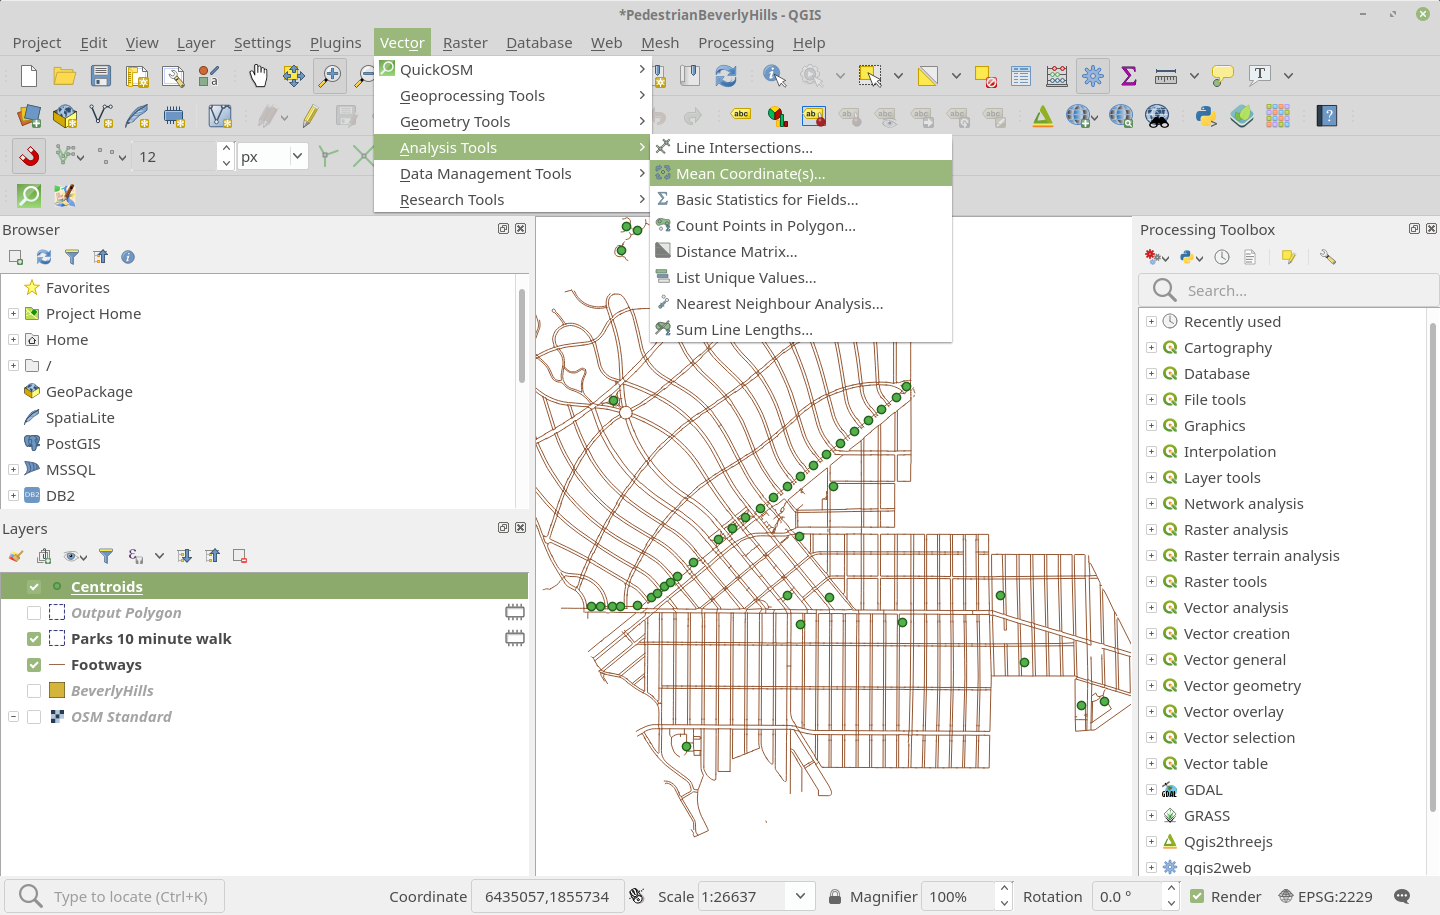 *PedestrianBeverlyHills - QGIS
Project Edit View Layer Settings Plugins Vector Raster Database Web Mesh Processing Help
QuickOSM
Geoprocessing Tools
Geometry Tools
Analysis Tools
Data Management Tools
Research Tools
Line Intersections...
Mean Coordinate(s)...
Basic Statistics for Fields...
Count Points in Polygon...
Distance Matrix...
List Unique Values...
Nearest Neighbour Analysis...
Sum Line Lengths...
12 px
abc
Browser
Favorites
Project Home
Home
/
GeoPackage
SpatiaLite
PostGIS
MSSQL
DB2 DB2
Layers
Centroids
Output Polygon
Parks 10 minute walk
Footways
BeverlyHills
OSM Standard
Processing Toolbox
Search...
Recently used
Cartography
Database
File tools
Graphics
Interpolation
Layer tools
Network analysis
Raster analysis
Raster terrain analysis
Raster tools
Vector analysis
Vector creation
Vector general
Vector geometry
Vector overlay
Vector selection
Vector table
GDAL GDAL
GRASS
Qgis2threejs
qgis2web
Type to locate (Ctrl+K) Coordinate 6435057,1855734 Scale 1:26637 Magnifier 100% Rotation 0.0 ° Render EPSG:2229